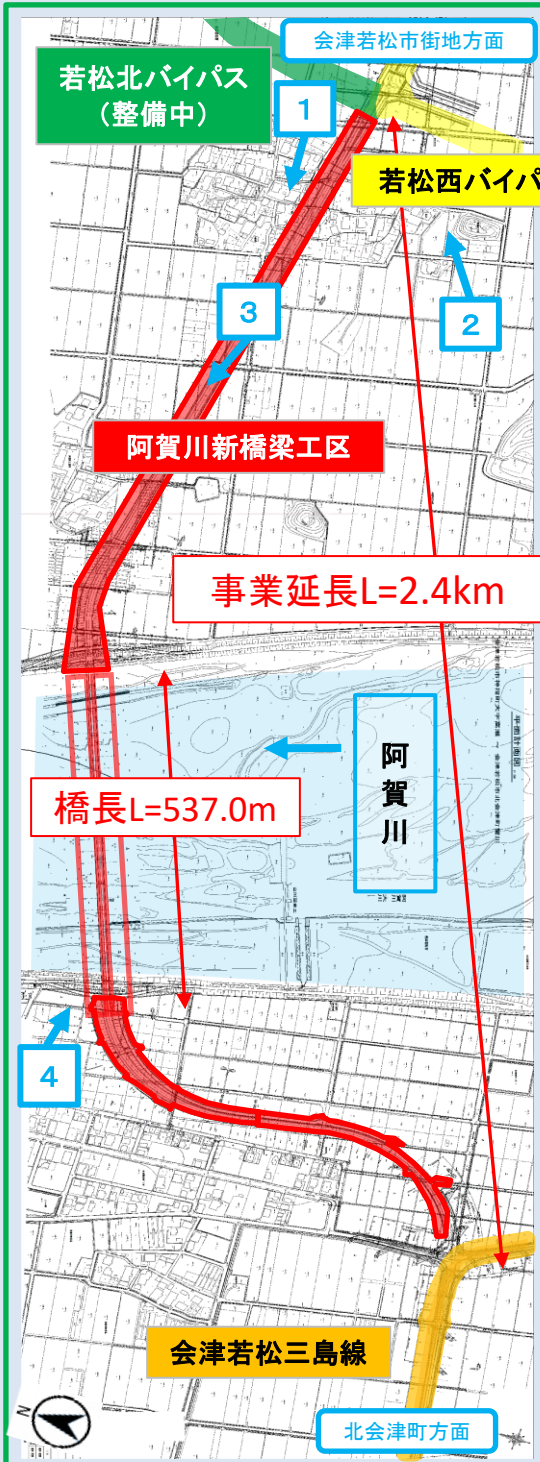 会津若松市街地方面
若松北バイパス
（整備中）
1
若松西バイパ
2
3
阿賀川新橋梁工区
事業延長L=2.4km
阿賀川
橋長L=537.0m
4
会津若松三島線
北会津町方面
N